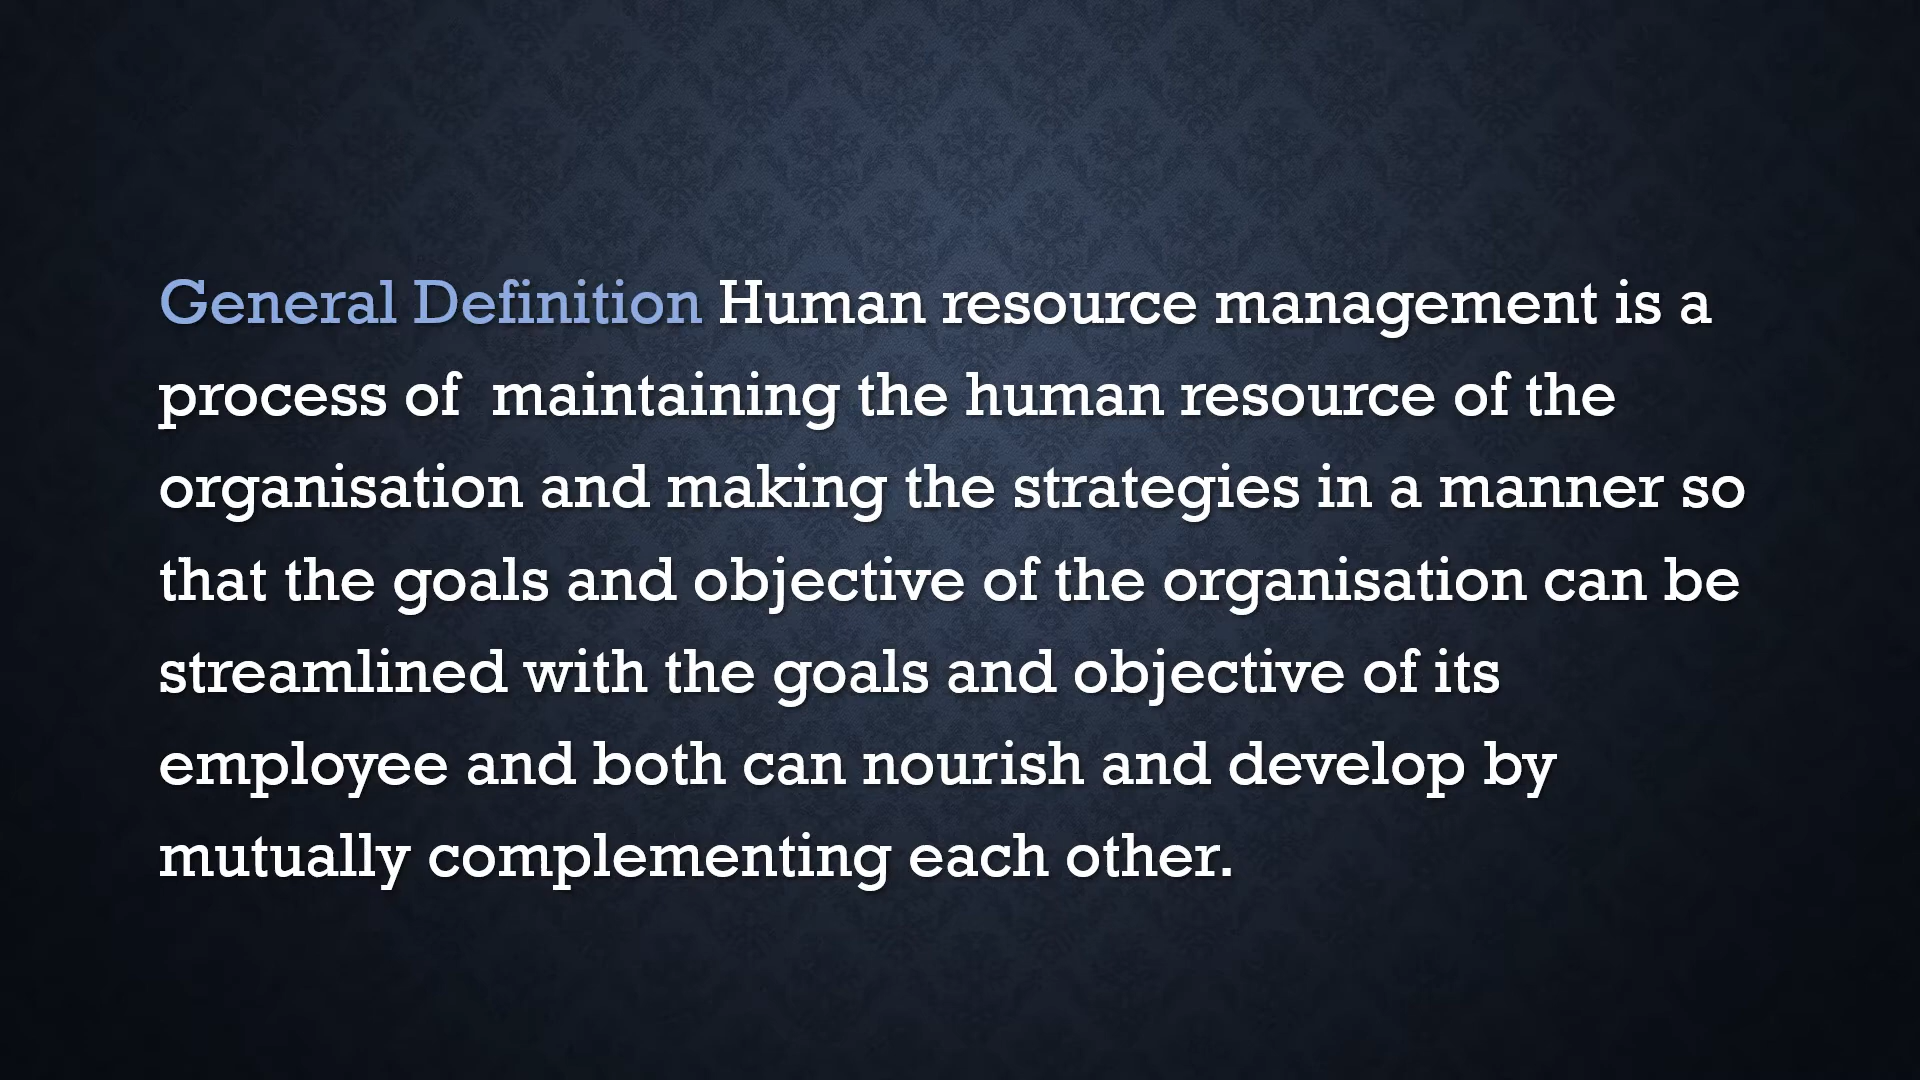 General Definition Human resource management is a
process of  maintaining the human resource of the
organisation and making the strategies in a manner so
that the goals and objective of the organisation can be
streamlined with the goals and objective of its
employee and both can nourish and develop by
mutually complementing each other.